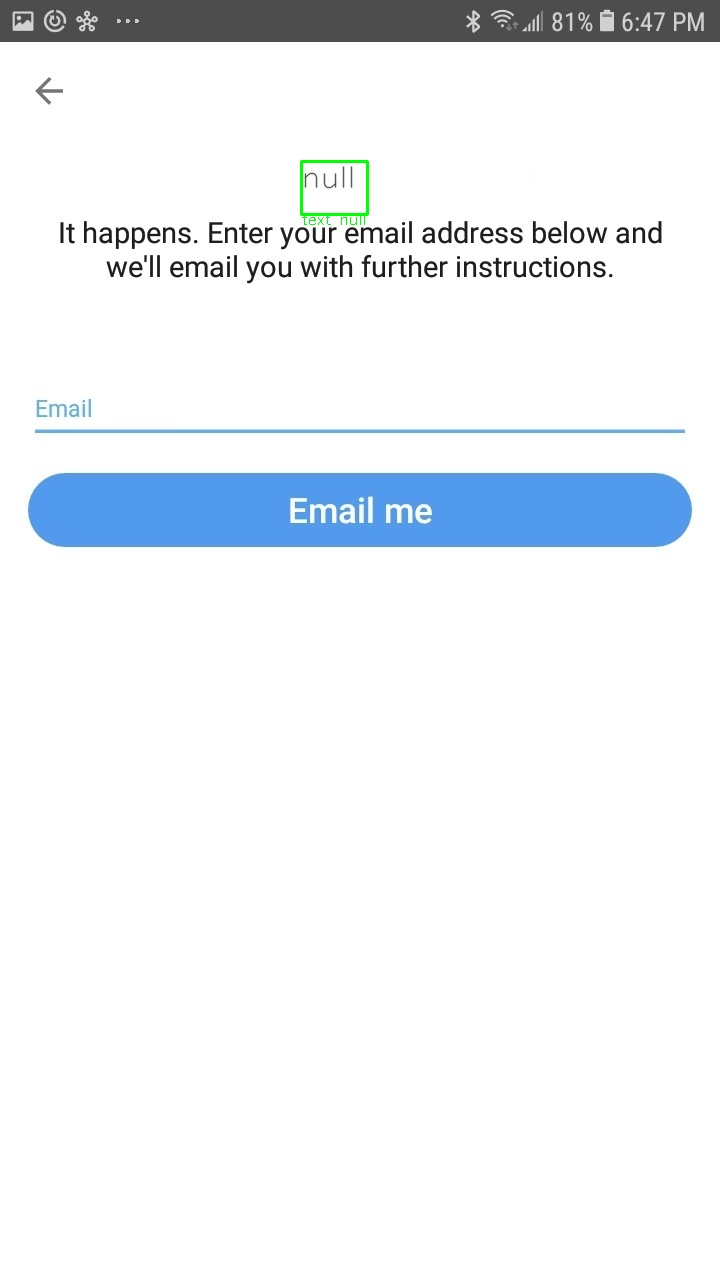 81% 6:47 PM
null
text_null
It happens. Enter your email address below and
we'll email you with further instructions.
Email
Email me